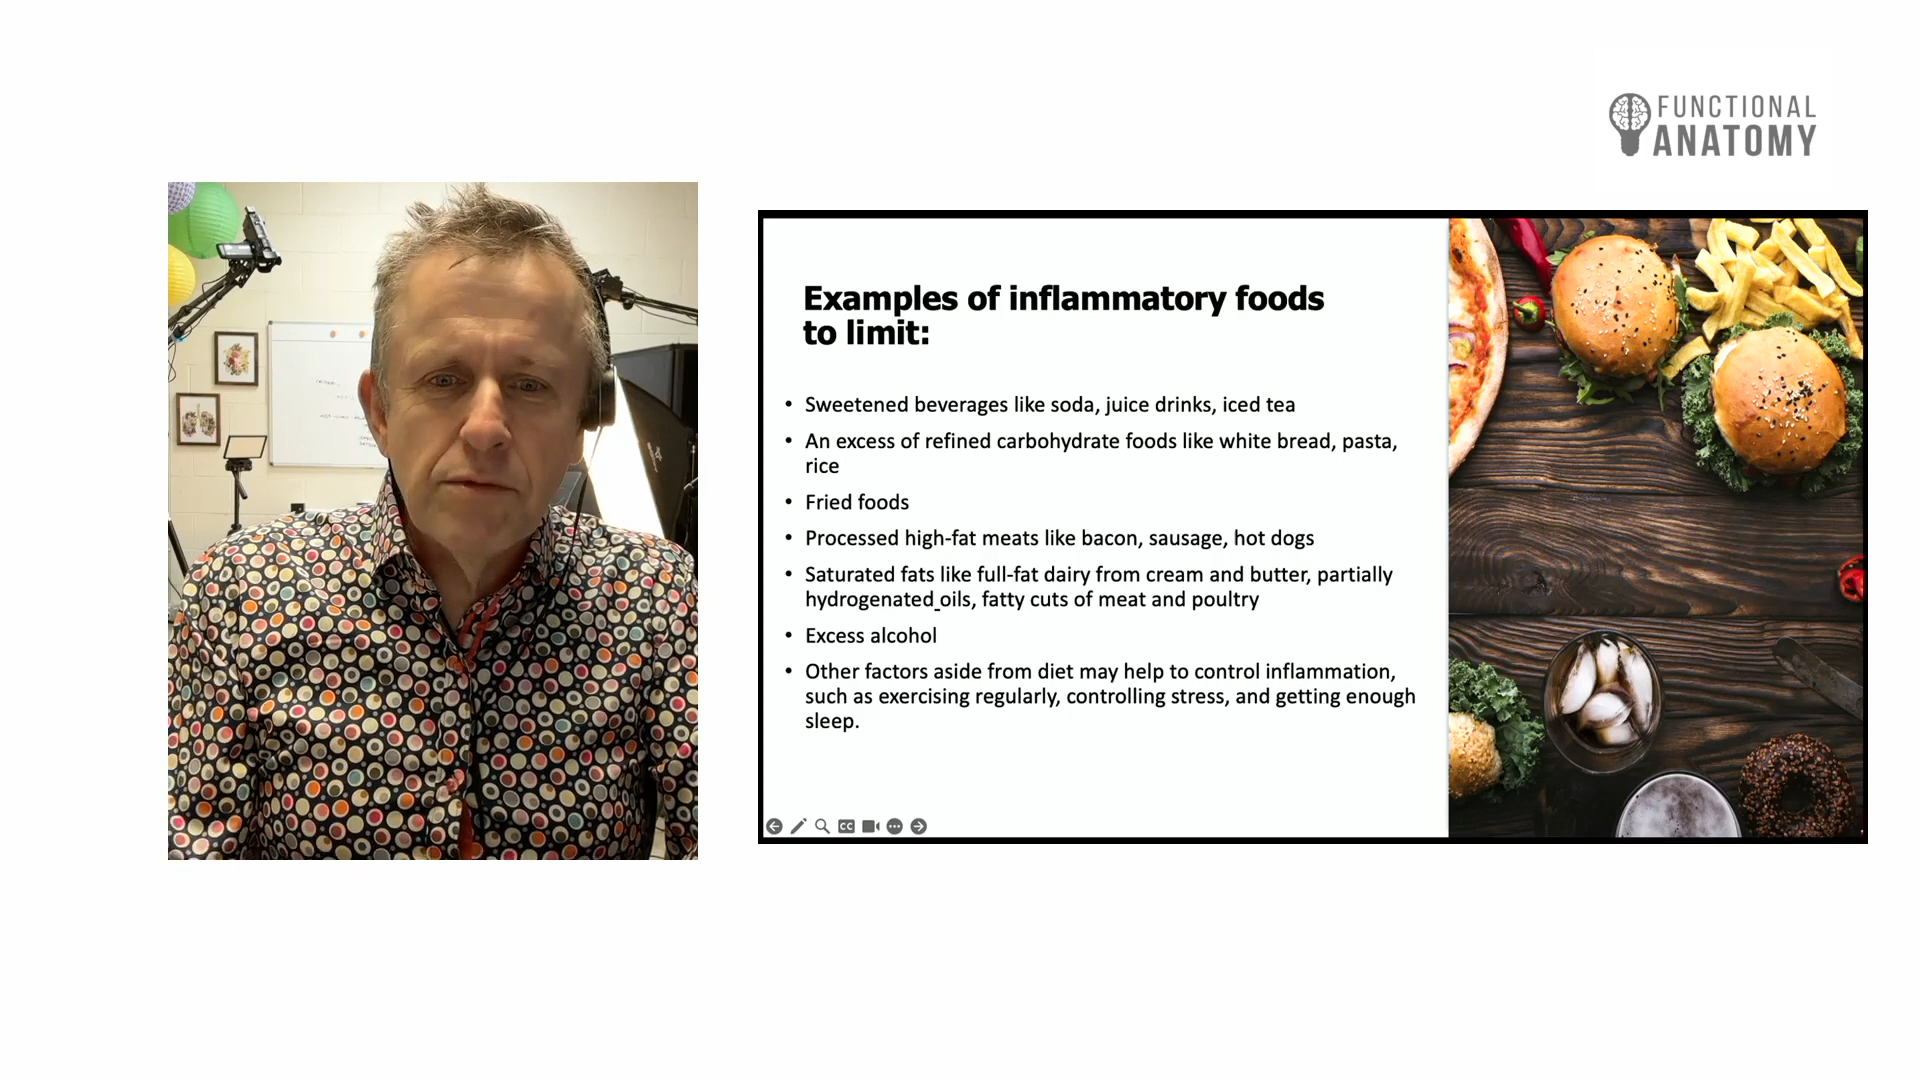 FUNCTIONAL
ANATOMY
Examples of inflammatory foods
to limit:
• Sweetened beverages like soda, juice drinks, iced tea
• An excess of refined carbohydrate foods like white bread, pasta,
rice
• Fried foods
• Processed high-fat meats like bacon, sausage, hot dogs
• Saturated fats like full-fat dairy from cream and butter, partially
hydrogenated oils, fatty cuts of meat and poultry
• Excess alcohol
• Other factors aside from diet may help to control inflammation,
such as exercising regularly, controlling stress, and getting enough
sleep.
CC